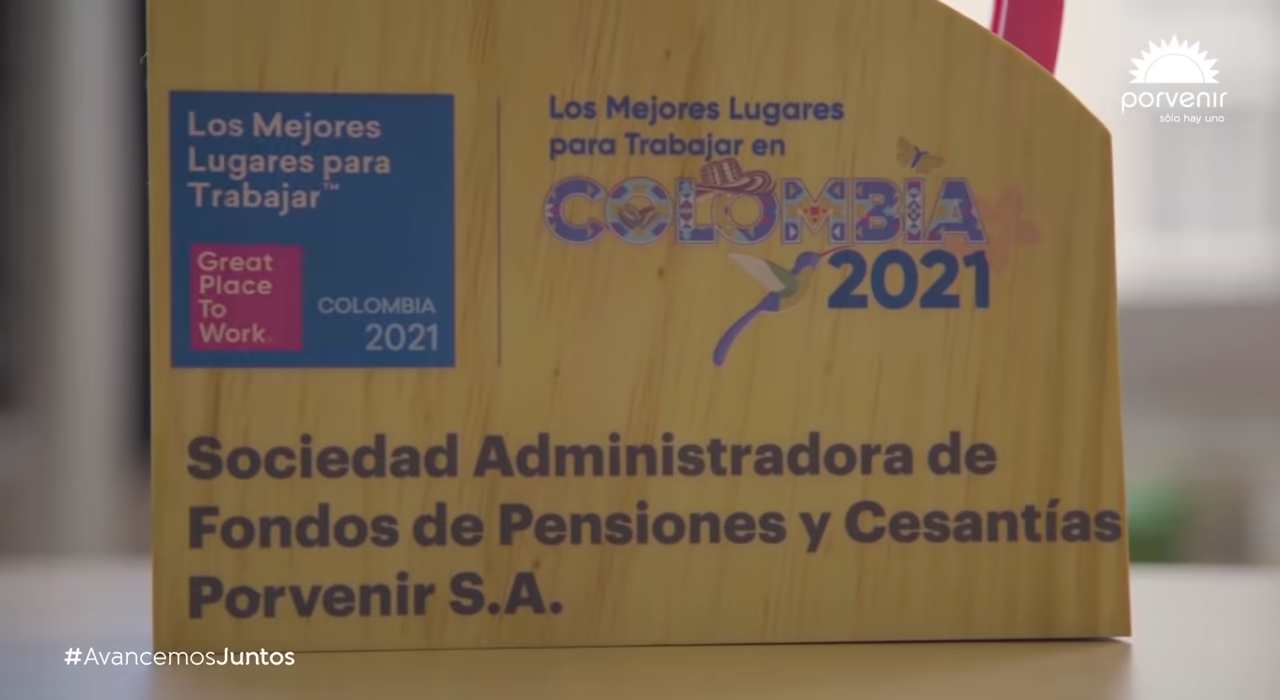 Los Mejores
Lugares para
Trabajar™
Great
Place
To
Work.
COLOMBIA
2021
Los Mejores Lugares
para Trabajar en
COLOMBIA
2021
porvenir
sólo hay uno
Sociedad Administradora de
Fondos de Pensiones y Cesantías
Porvenir S.A.
#AvancemosJuntos